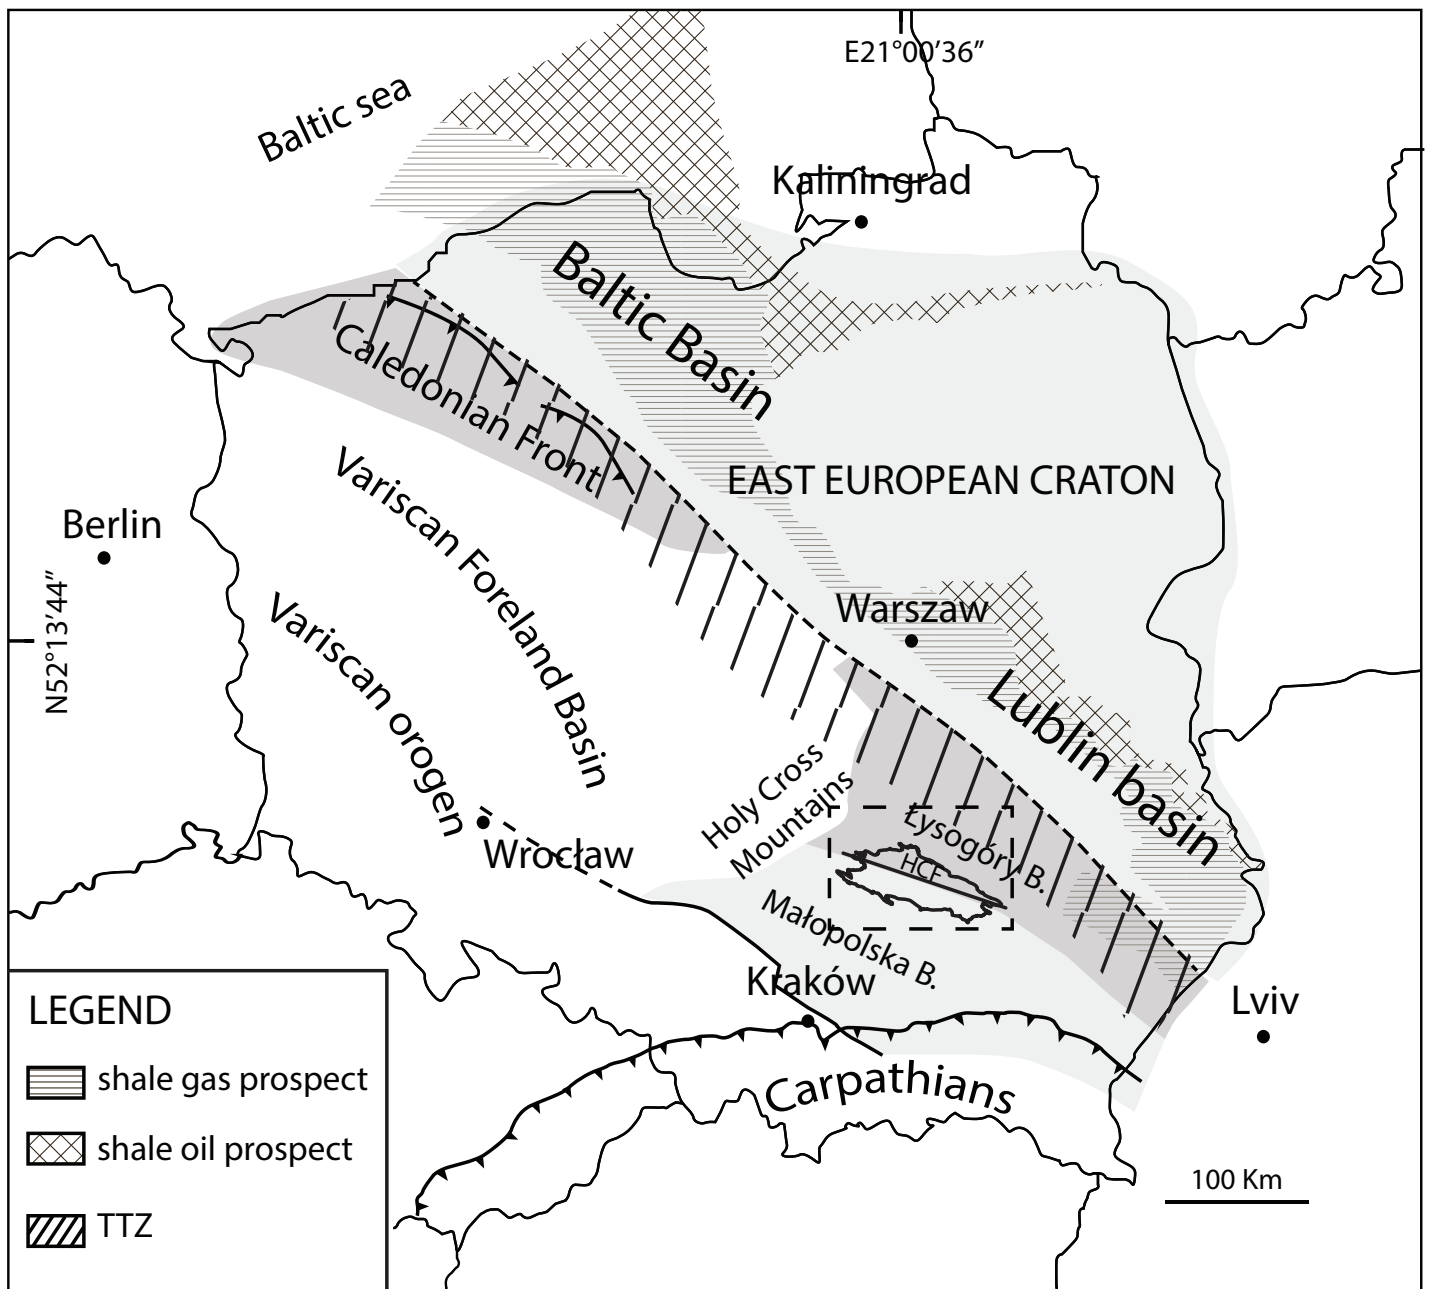 E21°00'36"
Baltic sea
Kaliningrad
Baltic Basin
Caledonian Front
EAST EUROPEAN CRATON
Variscan Foreland Basin
Berlin
N52°13'44"
Variscan orogen
Warszaw
Lublin basin
Holy Cross
Mountains
Łysogóry B.
HCF
Wrocław
Małopolska B.
Kraków
Lviv
Carpathians
LEGEND
shale gas prospect
shale oil prospect
TTZ
100 Km